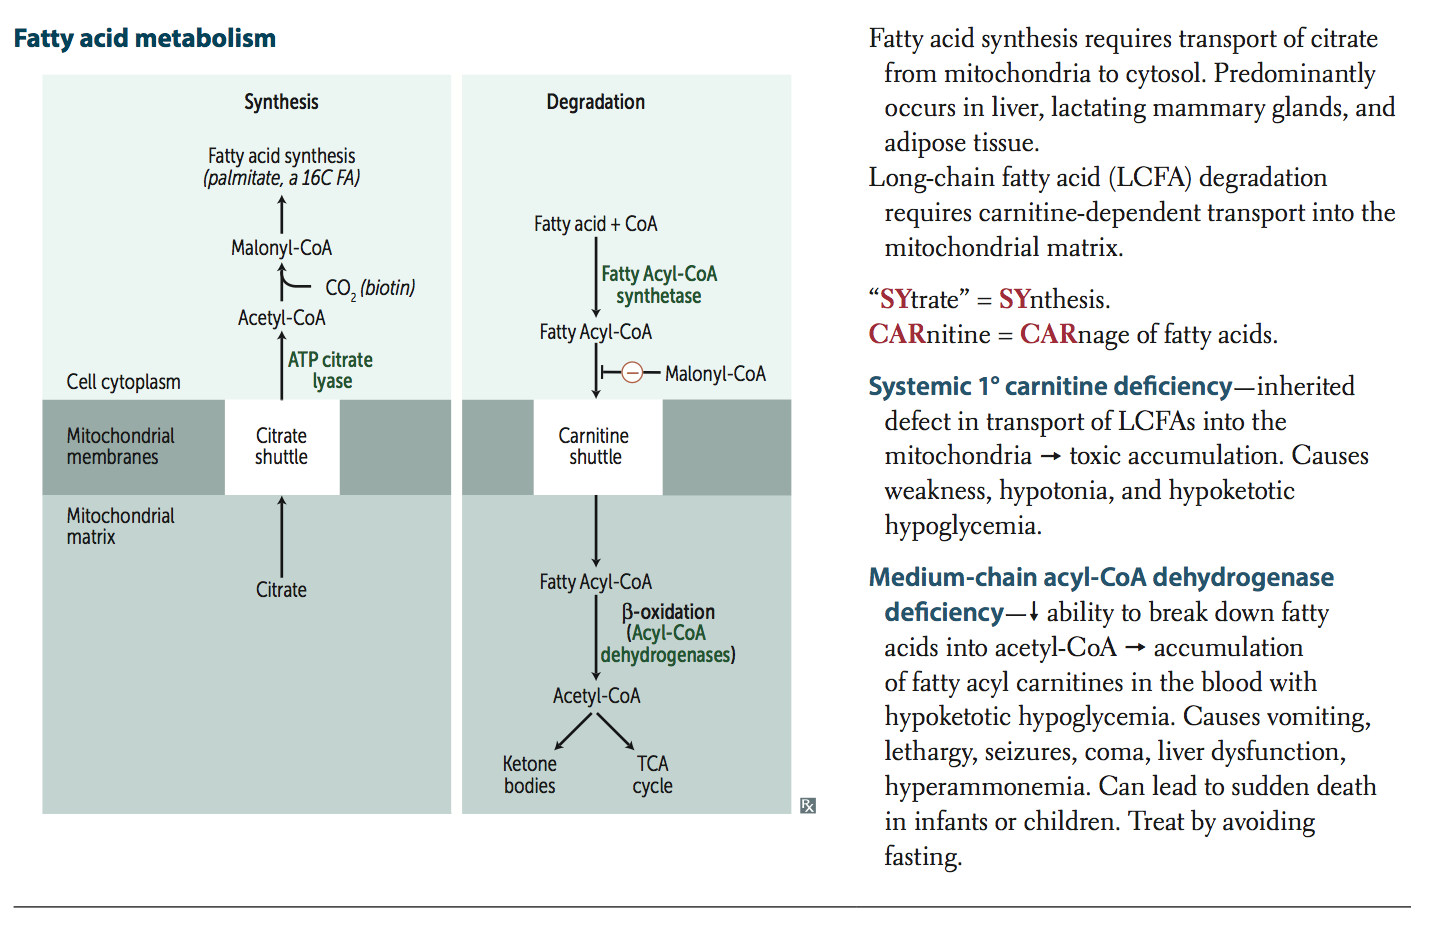 Fatty acid metabolism
Synthesis
Fatty acid synthesis
(palmitate, a 16C FA)
Malonyl-CoA
CO2 (biotin)
Acetyl-CoA
ATP citrate
lyase
Cell cytoplasm
Mitochondrial
membranes
Citrate
shuttle
Mitochondrial
matrix
Citrate
Degradation
Fatty acid + CoA
Fatty Acyl-CoA
synthetase
Fatty Acyl-CoA
Malonyl-CoA
Carnitine
shuttle
Fatty Acyl-CoA
β-oxidation
(Acyl-CoA
dehydrogenases)
Acetyl-CoA
Ketone
bodies
TCA
cycle
Rx
Fatty acid synthesis requires transport of citrate
from mitochondria to cytosol. Predominantly
occurs in liver, lactating mammary glands, and
adipose tissue.
Long-chain fatty acid (LCFA) degradation
requires carnitine-dependent transport into the
mitochondrial matrix.
“SYtrate” = SYnthesis.
CARnitine = CARnage of fatty acids.
Systemic 1° carnitine deficiency—inherited
defect in transport of LCFAs into the
mitochondria → toxic accumulation. Causes
weakness, hypotonia, and hypoketotic
hypoglycemia.
Medium-chain acyl-CoA dehydrogenase
deficiency—↓ ability to break down fatty
acids into acetyl-CoA → accumulation
of fatty acyl carnitines in the blood with
hypoketotic hypoglycemia. Causes vomiting,
lethargy, seizures, coma, liver dysfunction,
hyperammonemia. Can lead to sudden death
in infants or children. Treat by avoiding
fasting.